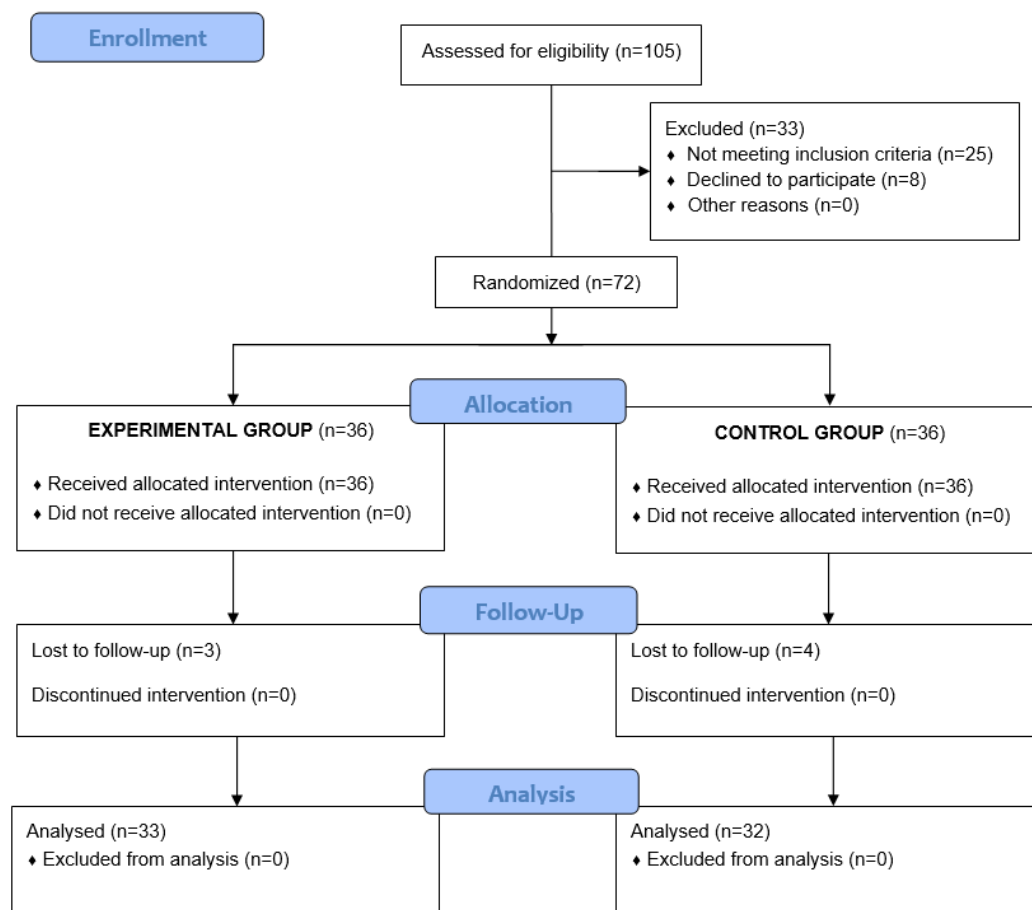 Enrollment
Assessed for eligibility (n=105)
Excluded (n=33)
♦ Not meeting inclusion criteria (n=25)
♦ Declined to participate (n=8)
♦ Other reasons (n=0)
Randomized (n=72)
Allocation
EXPERIMENTAL GROUP (n=36)
♦ Received allocated intervention (n=36)
♦ Did not receive allocated intervention (n=0)
CONTROL GROUP (n=36)
♦ Received allocated intervention (n=36)
♦ Did not receive allocated intervention (n=0)
Follow-Up
Lost to follow-up (n=3)
Discontinued intervention (n=0)
Lost to follow-up (n=4)
Discontinued intervention (n=0)
Analysis
Analysed (n=33)
♦ Excluded from analysis (n=0)
Analysed (n=32)
♦ Excluded from analysis (n=0)